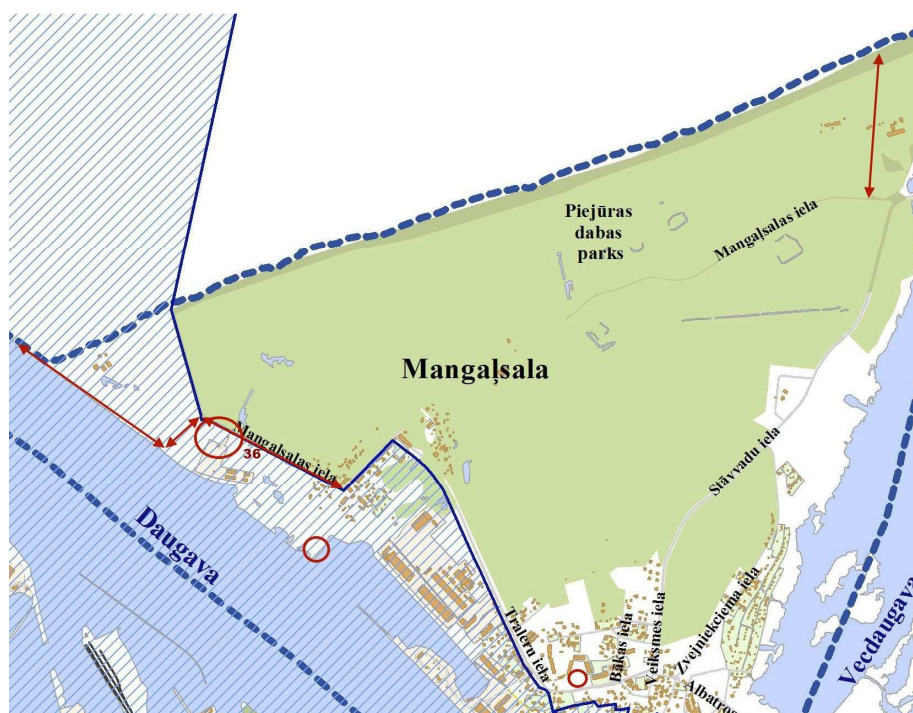 Piejūras
dabas
parks
Mangaļsalas iela
Mangaļsala
Mangaļsalas iela
36
Stāvvadu iela
Daugava
Traleru iela
Bākas iela
Veiksmes iela
Zvejniekciema iela
Albatro
Vecdaugava